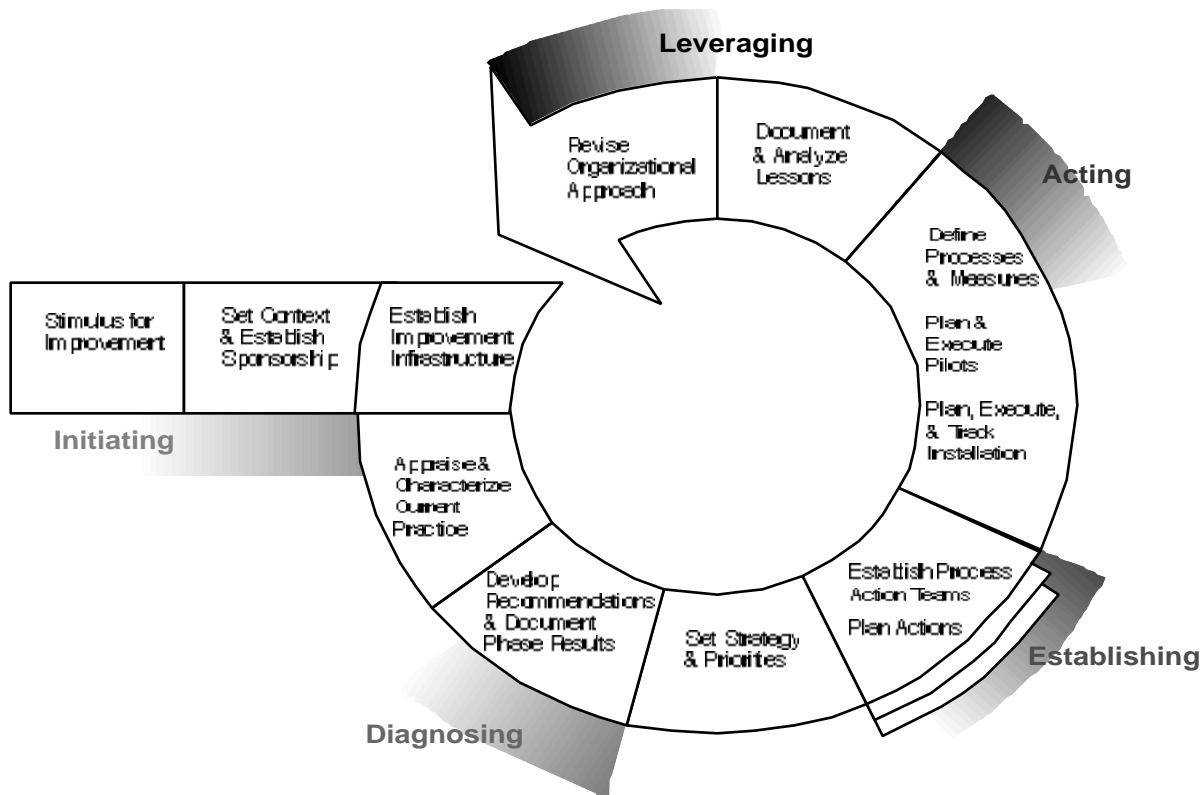 Leveraging
Revise
Organizational
Approach
Document
& Analyze
Lessons
Acting
Define
Processes
& Measures
Plan &
Execute
Pilots
Plan, Execute,
& Track
Installation
Stimulus for
Improvement
Set Context
& Establish
Sponsorship
Establish
Improvement
Infrastructure
Initiating
Appraise &
Characterize
Current
Practice
Develop
Recommendations
& Document
Phase Results
Diagnosing
Set Strategy
& Priorities
Establish Process
Action Teams
Plan Actions
Establishing